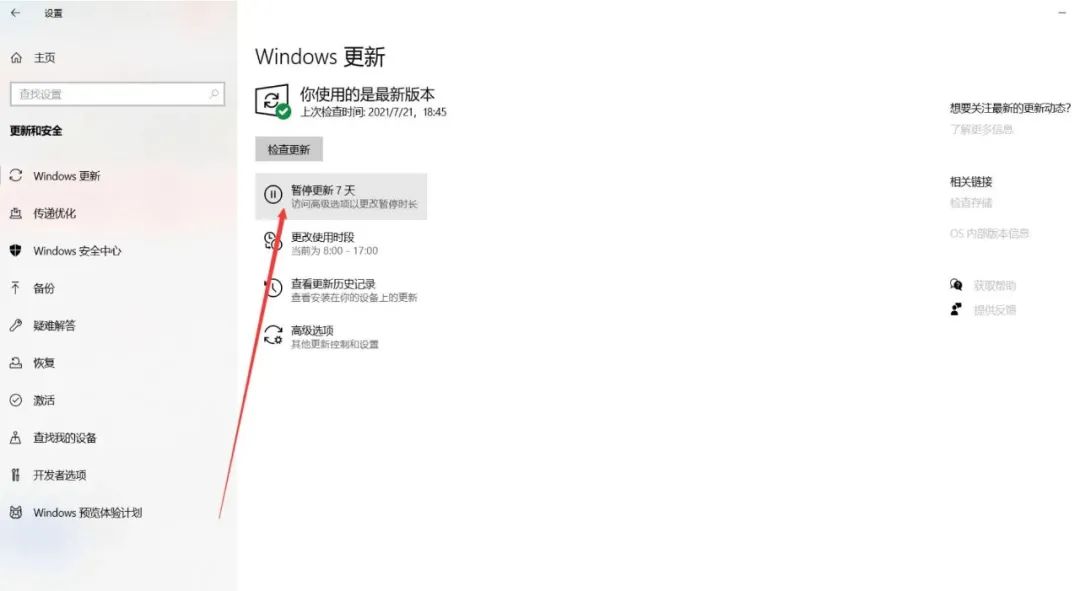 设置
主页
查找设置
更新和安全
Windows 更新
传递优化
Windows 安全中心
备份
疑难解答
恢复
激活
查找我的设备
开发者选项
Windows 预览体验计划
Windows 更新
你使用的是最新版本
上次检查时间: 2021/7/21, 18:45
检查更新
暂停更新 7 天
访问高级选项以更改暂停时长
更改使用时段
当前为 8:00 - 17:00
查看更新历史记录
查看安装在你的设备上的更新
高级选项
其他更新控制和设置
想要关注最新的更新动态?
了解更多信息
相关链接
检查存储
OS 内部版本信息
获取帮助
提供反馈